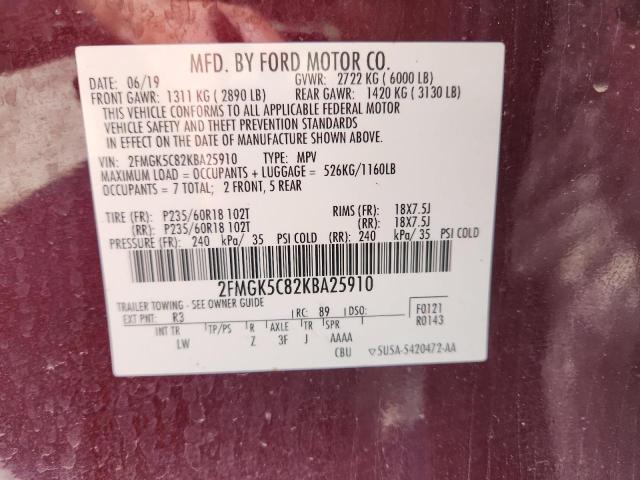 MFD. BY FORD MOTOR CO.
DATE: 06/19 GVWR: 2722 KG ( 6000 LB)
FRONT GAWR: 1311 KG ( 2890 LB) REAR GAWR: 1420 KG ( 3130 LB)
THIS VEHICLE CONFORMS TO ALL APPLICABLE FEDERAL MOTOR
VEHICLE SAFETY AND THEFT PREVENTION STANDARDS
IN EFFECT ON THE DATE OF MANUFACTURE SHOWN ABOVE.
VIN: 2FMGK5C82KBA25910 TYPE: MPV
MAXIMUM LOAD = OCCUPANTS + LUGGAGE = 526KG/1160LB
OCCUPANTS = 7 TOTAL; 2 FRONT, 5 REAR
TIRE (FR): P235/60R18 102T RIMS (FR): 18X7.5J
(RR): P235/60R18 102T (RR): 18X7.5J
PRESSURE (FR): 240 kPa/ 35 PSI COLD (RR): 240 kPa/ 35 PSI COLD
2FMGK5C82KBA25910
TRAILER TOWING - SEE OWNER GUIDE
EXT PNT: R3 RC: 89 DSO: F0121
R0143
INT TR TP/PS R AXLE TR SPR
LW Z 3F J AAAA
CBU ▽5USA-S420472-AA